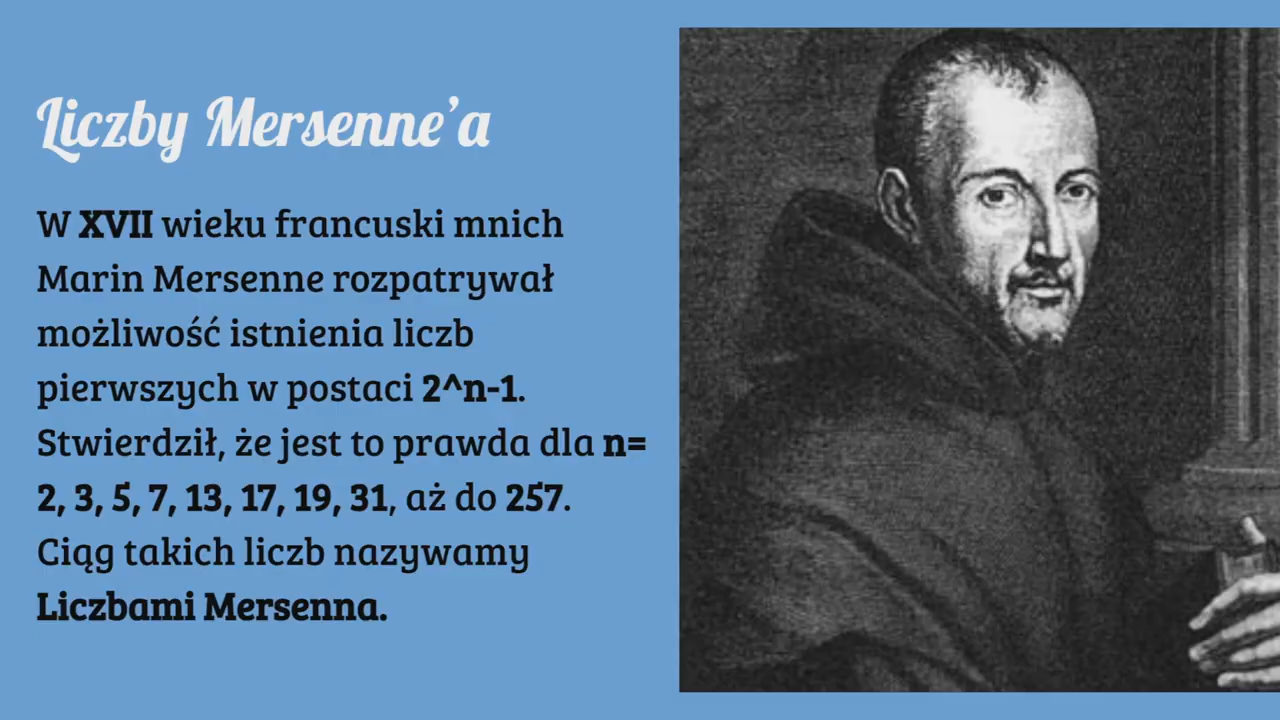 Liczby Mersenne’a
W XVII wieku francuski mnich
Marin Mersenne rozpatrywał
możliwość istnienia liczb
pierwszych w postaci 2^n-1.
Stwierdził, że jest to prawda dla n=
2, 3, 5, 7, 13, 17, 19, 31, aż do 257.
Ciąg takich liczb nazywamy
Liczbami Mersenna.